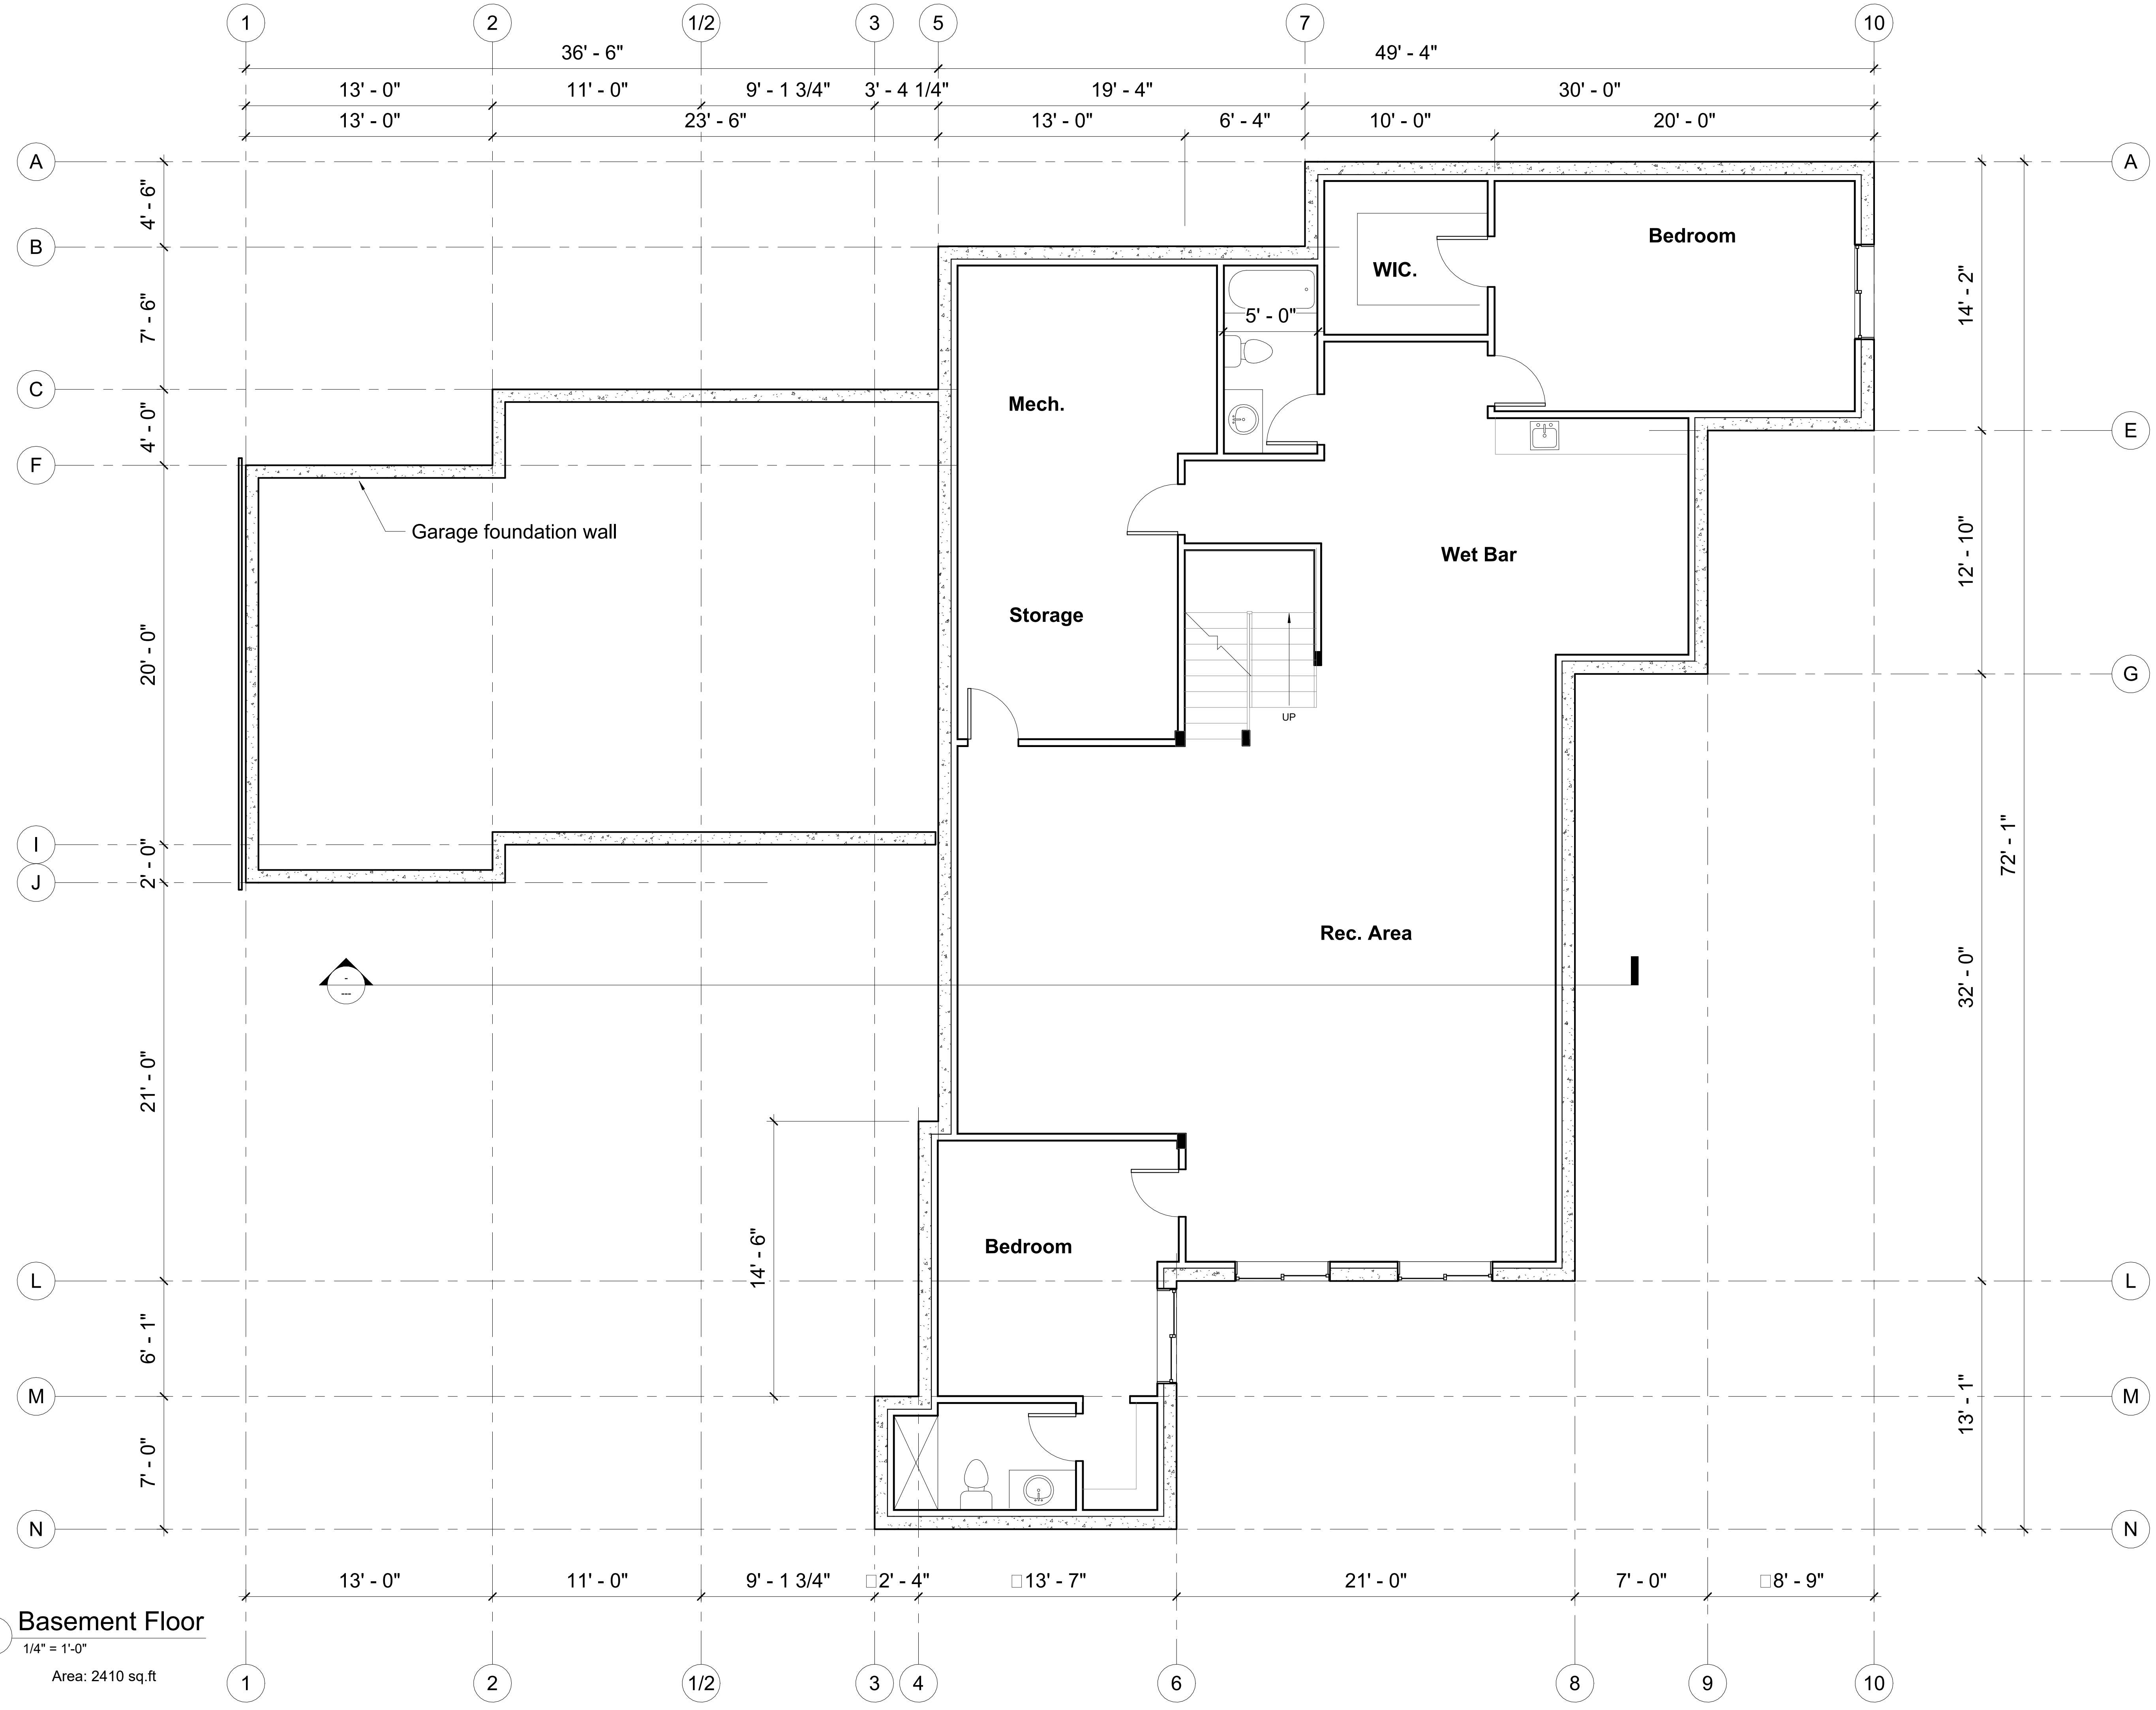 1 2 1/2 3 5 7 10
36' - 6" 49' - 4"
13' - 0" 11' - 0" 9' - 1 3/4" 3' - 4 1/4" 19' - 4" 30' - 0"
13' - 0" 23' - 6" 13' - 0" 6' - 4" 10' - 0" 20' - 0"
A A
4' - 6"
B
Bedroom
WIC.
14' - 2"
7' - 6"
5' - 0"
C
Mech.
4' - 0"
E
F
Garage foundation wall
Wet Bar
12' - 10"
Storage
20' - 0"
G
UP
I
2' - 0"
J
72' - 1"
Rec. Area
32' - 0"
-
---
21' - 0"
Bedroom
14' - 6"
L L
6' - 1"
M M
13' - 1"
7' - 0"
N N
13' - 0" 11' - 0" 9' - 1 3/4" □2' - 4" □13' - 7" 21' - 0" 7' - 0" □8' - 9"
Basement Floor
1/4" = 1'-0"
Area: 2410 sq.ft
1 2 1/2 3 4 6 8 9 10